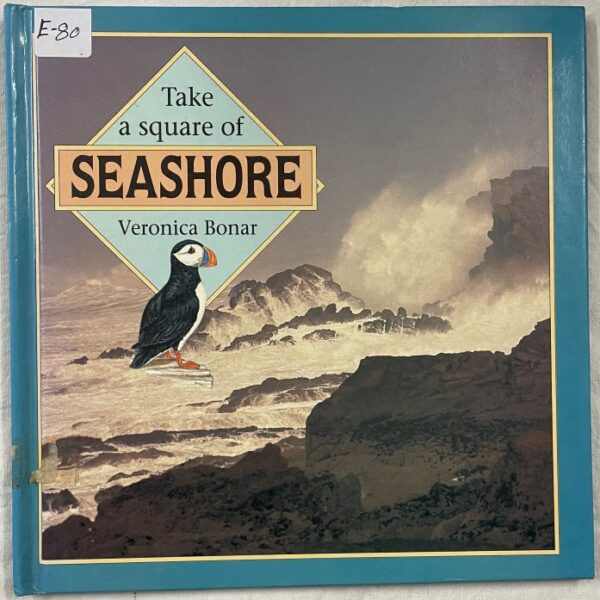 E-80
Take
a square of
SEASHORE
Veronica Bonar